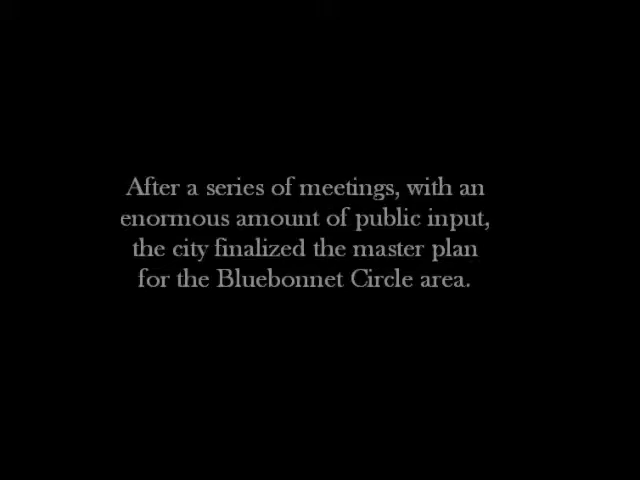 After a series of meetings, with an
enormous amount of public input,
the city finalized the master plan
for the Bluebonnet Circle area.